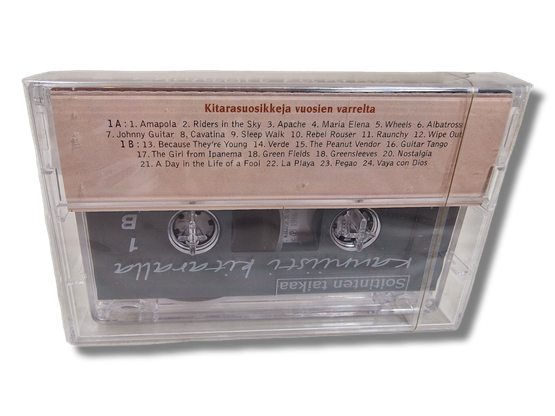 Kitarasuosikkeja vuosien varrelta
1 A : 1. Amapola 2. Riders in the Sky 3. Apache 4. Maria Elena 5. Wheels 6. Albatross
7. Johnny Guitar 8. Cavatina 9. Sleep Walk 10. Rebel Rouser 11. Raunchy 12. Wipe Out
1 B : 13. Because They're Young 14. Verde 15. The Peanut Vendor 16. Guitar Tango
17. The Girl from Ipanema 18. Green Fields 19. Greensleeves 20. Nostalgia
21. A Day in the Life of a Fool 22. La Playa 23. Pegao 24. Vaya con Dios
1
B
Kauniisti kitaralla
Soitinten taikaa